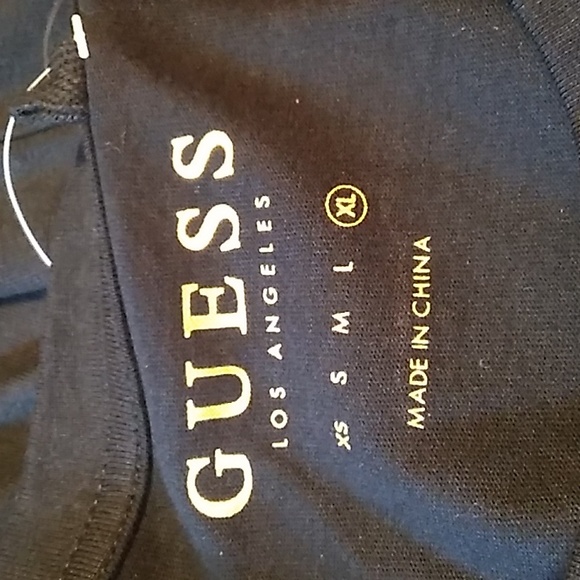 GUESS
LOS ANGELES
XS S M L XL
MADE IN CHINA